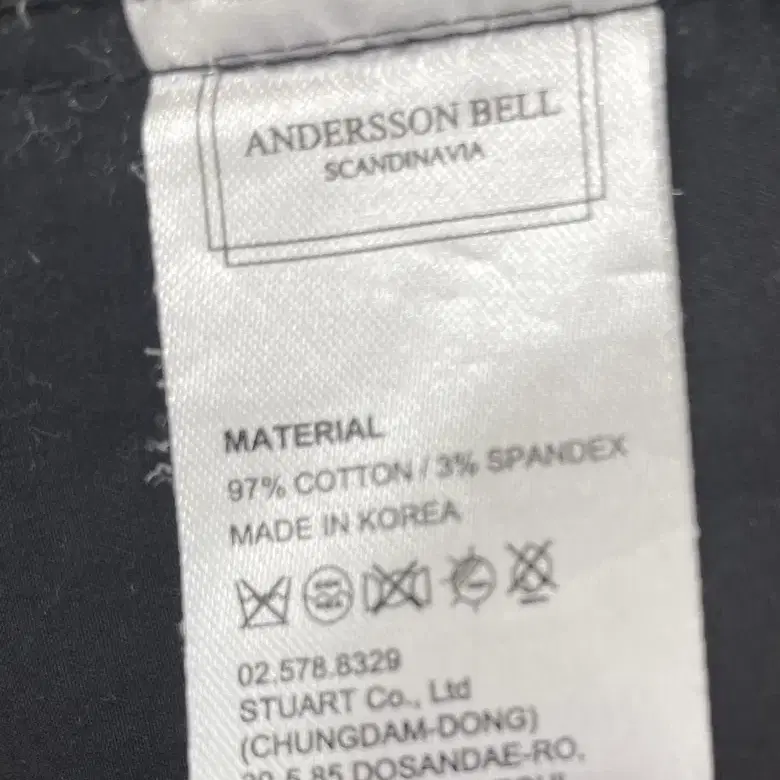 ANDERSSON BELL
SCANDINAVIA
MATERIAL
97% COTTON / 3% SPANDEX
MADE IN KOREA
02.578.8329
STUART Co., Ltd
(CHUNGDAM-DONG)
85 DOSANDAE-RO,